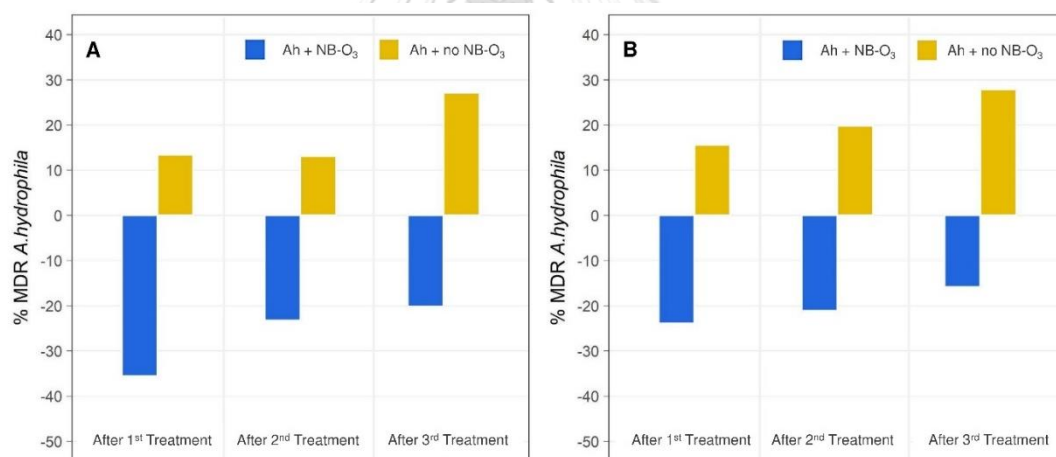 A
Ah + NB-O₃
Ah + no NB-O₃
% MDR A.hydrophila
40
30
20
10
0
-10
-20
-30
-40
-50
After 1st Treatment
After 2nd Treatment
After 3rd Treatment
B
Ah + NB-O₃
Ah + no NB-O₃
% MDR A.hydrophila
40
30
20
10
0
-10
-20
-30
-40
-50
After 1st Treatment
After 2nd Treatment
After 3rd Treatment